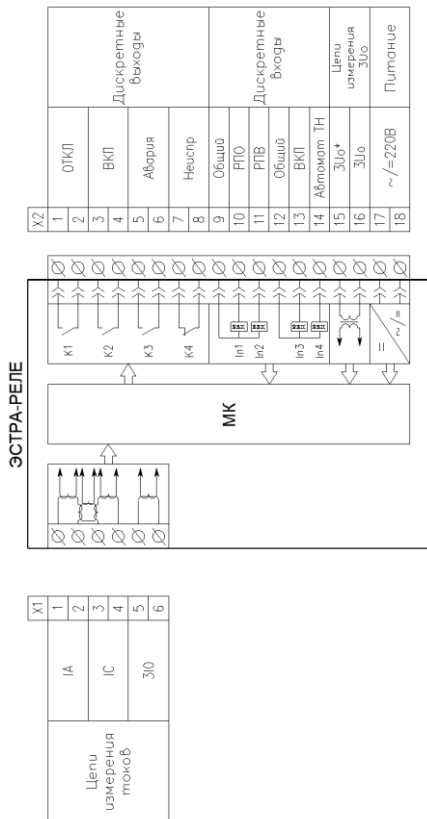 ЭСТРА-РЕЛЕ
X1
Цепи
измерения
токов
IA
1
2
IC
3
4
3I0
5
6
МК
K1
K2
K3
K4
In1
In2
In3
In4
=
~/=
X2
1
2
ОТКЛ
3
4
ВКЛ
5
6
Авария
7
8
Неиспр
Дискретные
выходы
9 Общий
10 РПО
11 РПВ
12 Общий
13 ВКЛ
14 Автомат ТН
Дискретные
входы
15 3Uo*
16 3Uo
Цепи
измерения
3Uo
17
18
~/=220В
Питание